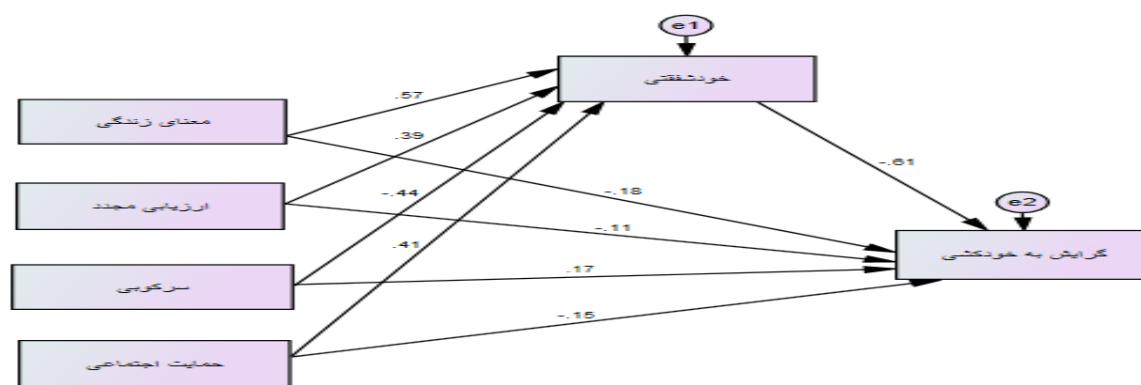 e1
خودشفقتی
معنای زندگی
.57
.39
ارزیابی مجدد
-.44
-.18
-.61
e2
.41
-.11
گرایش به خودکشی
سرکوبی
.17
-.15
حمایت اجتماعی